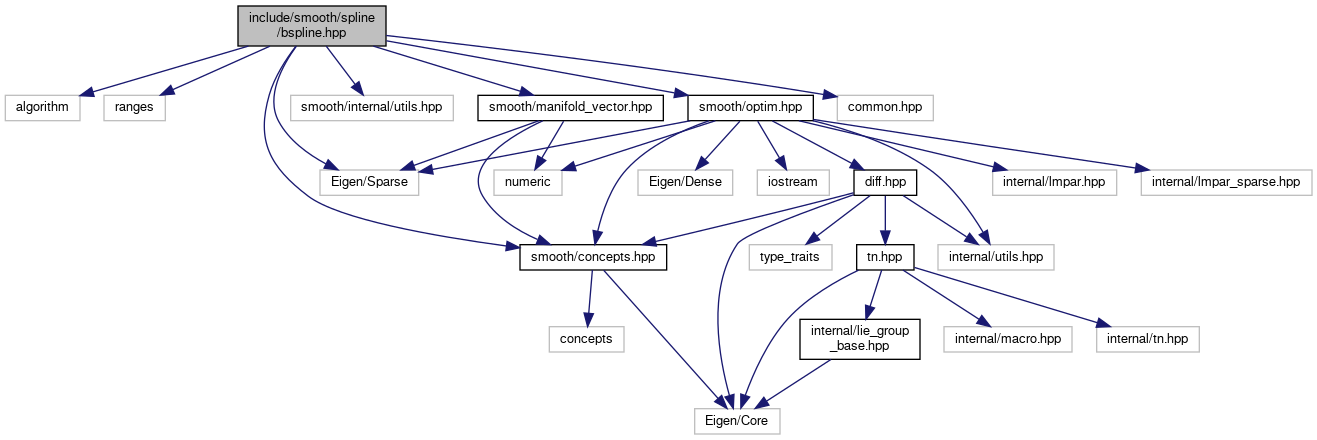 include/smooth/spline
/bspline.hpp
algorithm
ranges
smooth/internal/utils.hpp
smooth/manifold_vector.hpp
smooth/optim.hpp
common.hpp
Eigen/Sparse
numeric
Eigen/Dense
iostream
diff.hpp
internal/lmpar.hpp
internal/lmpar_sparse.hpp
smooth/concepts.hpp
type_traits
tn.hpp
internal/utils.hpp
concepts
internal/lie_group
_base.hpp
internal/macro.hpp
internal/tn.hpp
Eigen/Core